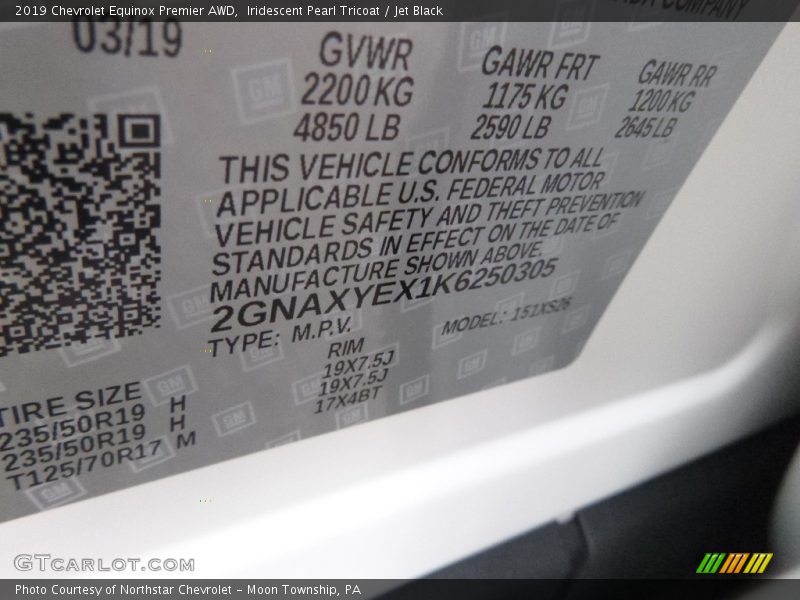 2019 Chevrolet Equinox Premier AWD,  Iridescent Pearl Tricoat / Jet Black
COMPANY
03/19
GVWR GAWR FRT GAWR RR
2200 KG 1175 KG 1200 KG
4850 LB 2590 LB 2645 LB
THIS VEHICLE CONFORMS TO ALL
APPLICABLE U.S. FEDERAL MOTOR
VEHICLE SAFETY AND THEFT PREVENTION
STANDARDS IN EFFECT ON THE DATE OF
MANUFACTURE SHOWN ABOVE.
2GNAXYEX1K6250305
TYPE: M.P.V. MODEL: 151XS26
TIRE SIZE RIM
235/50R19 H 19X7.5J
235/50R19 H 19X7.5J
T125/70R17 M 17X4BT
GTCARLOT.COM
Photo Courtesy of Northstar Chevrolet – Moon Township, PA